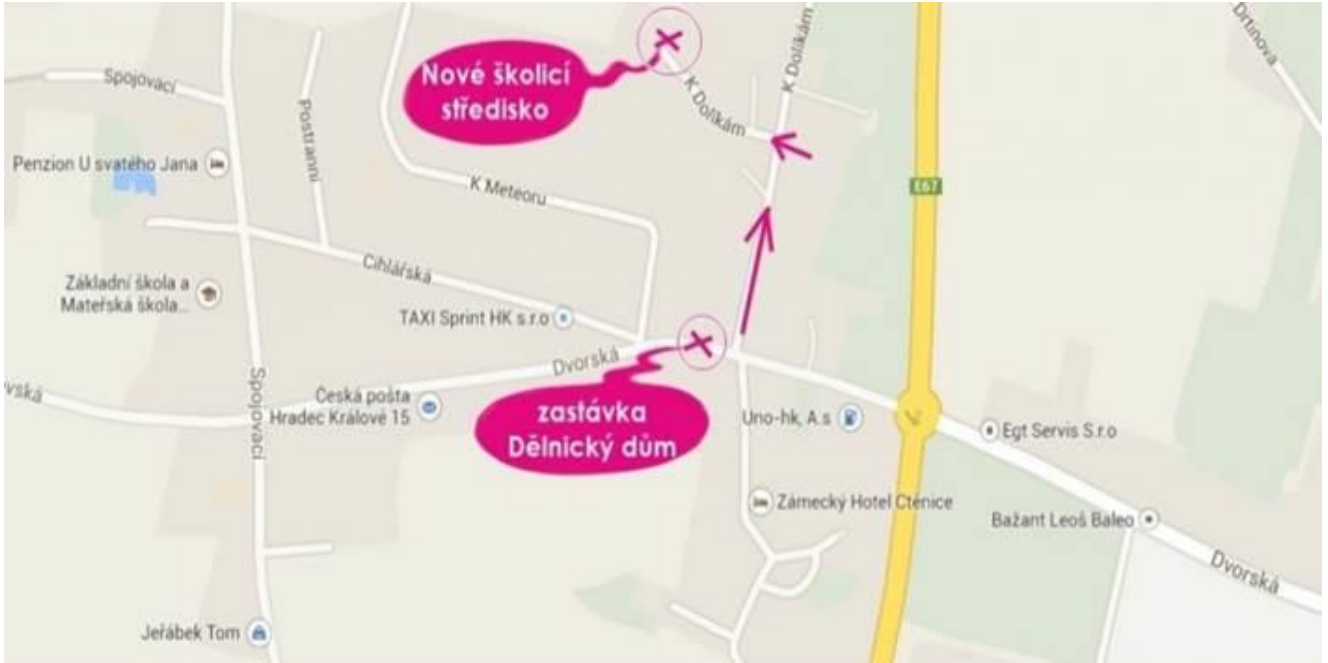 Nové školicí
středisko
K Dolíkám
K Dolíkám
Drtinova
Spojovací
Postranní
Penzion U svatého Jana
K Meteoru
E67
Cihlářská
Základní škola a
Mateřská škola...
TAXI Sprint HK s.r.o
Dvorská
vská
Česká pošta
Hradec Králové 15
Spojovací
zastávka
Dělnický dům
Uno-hk, A.s
Egt Servis S.r.o
Zámecký Hotel Ctěnice
Bažant Leoš Baleo
Dvorská
Jeřábek Tom